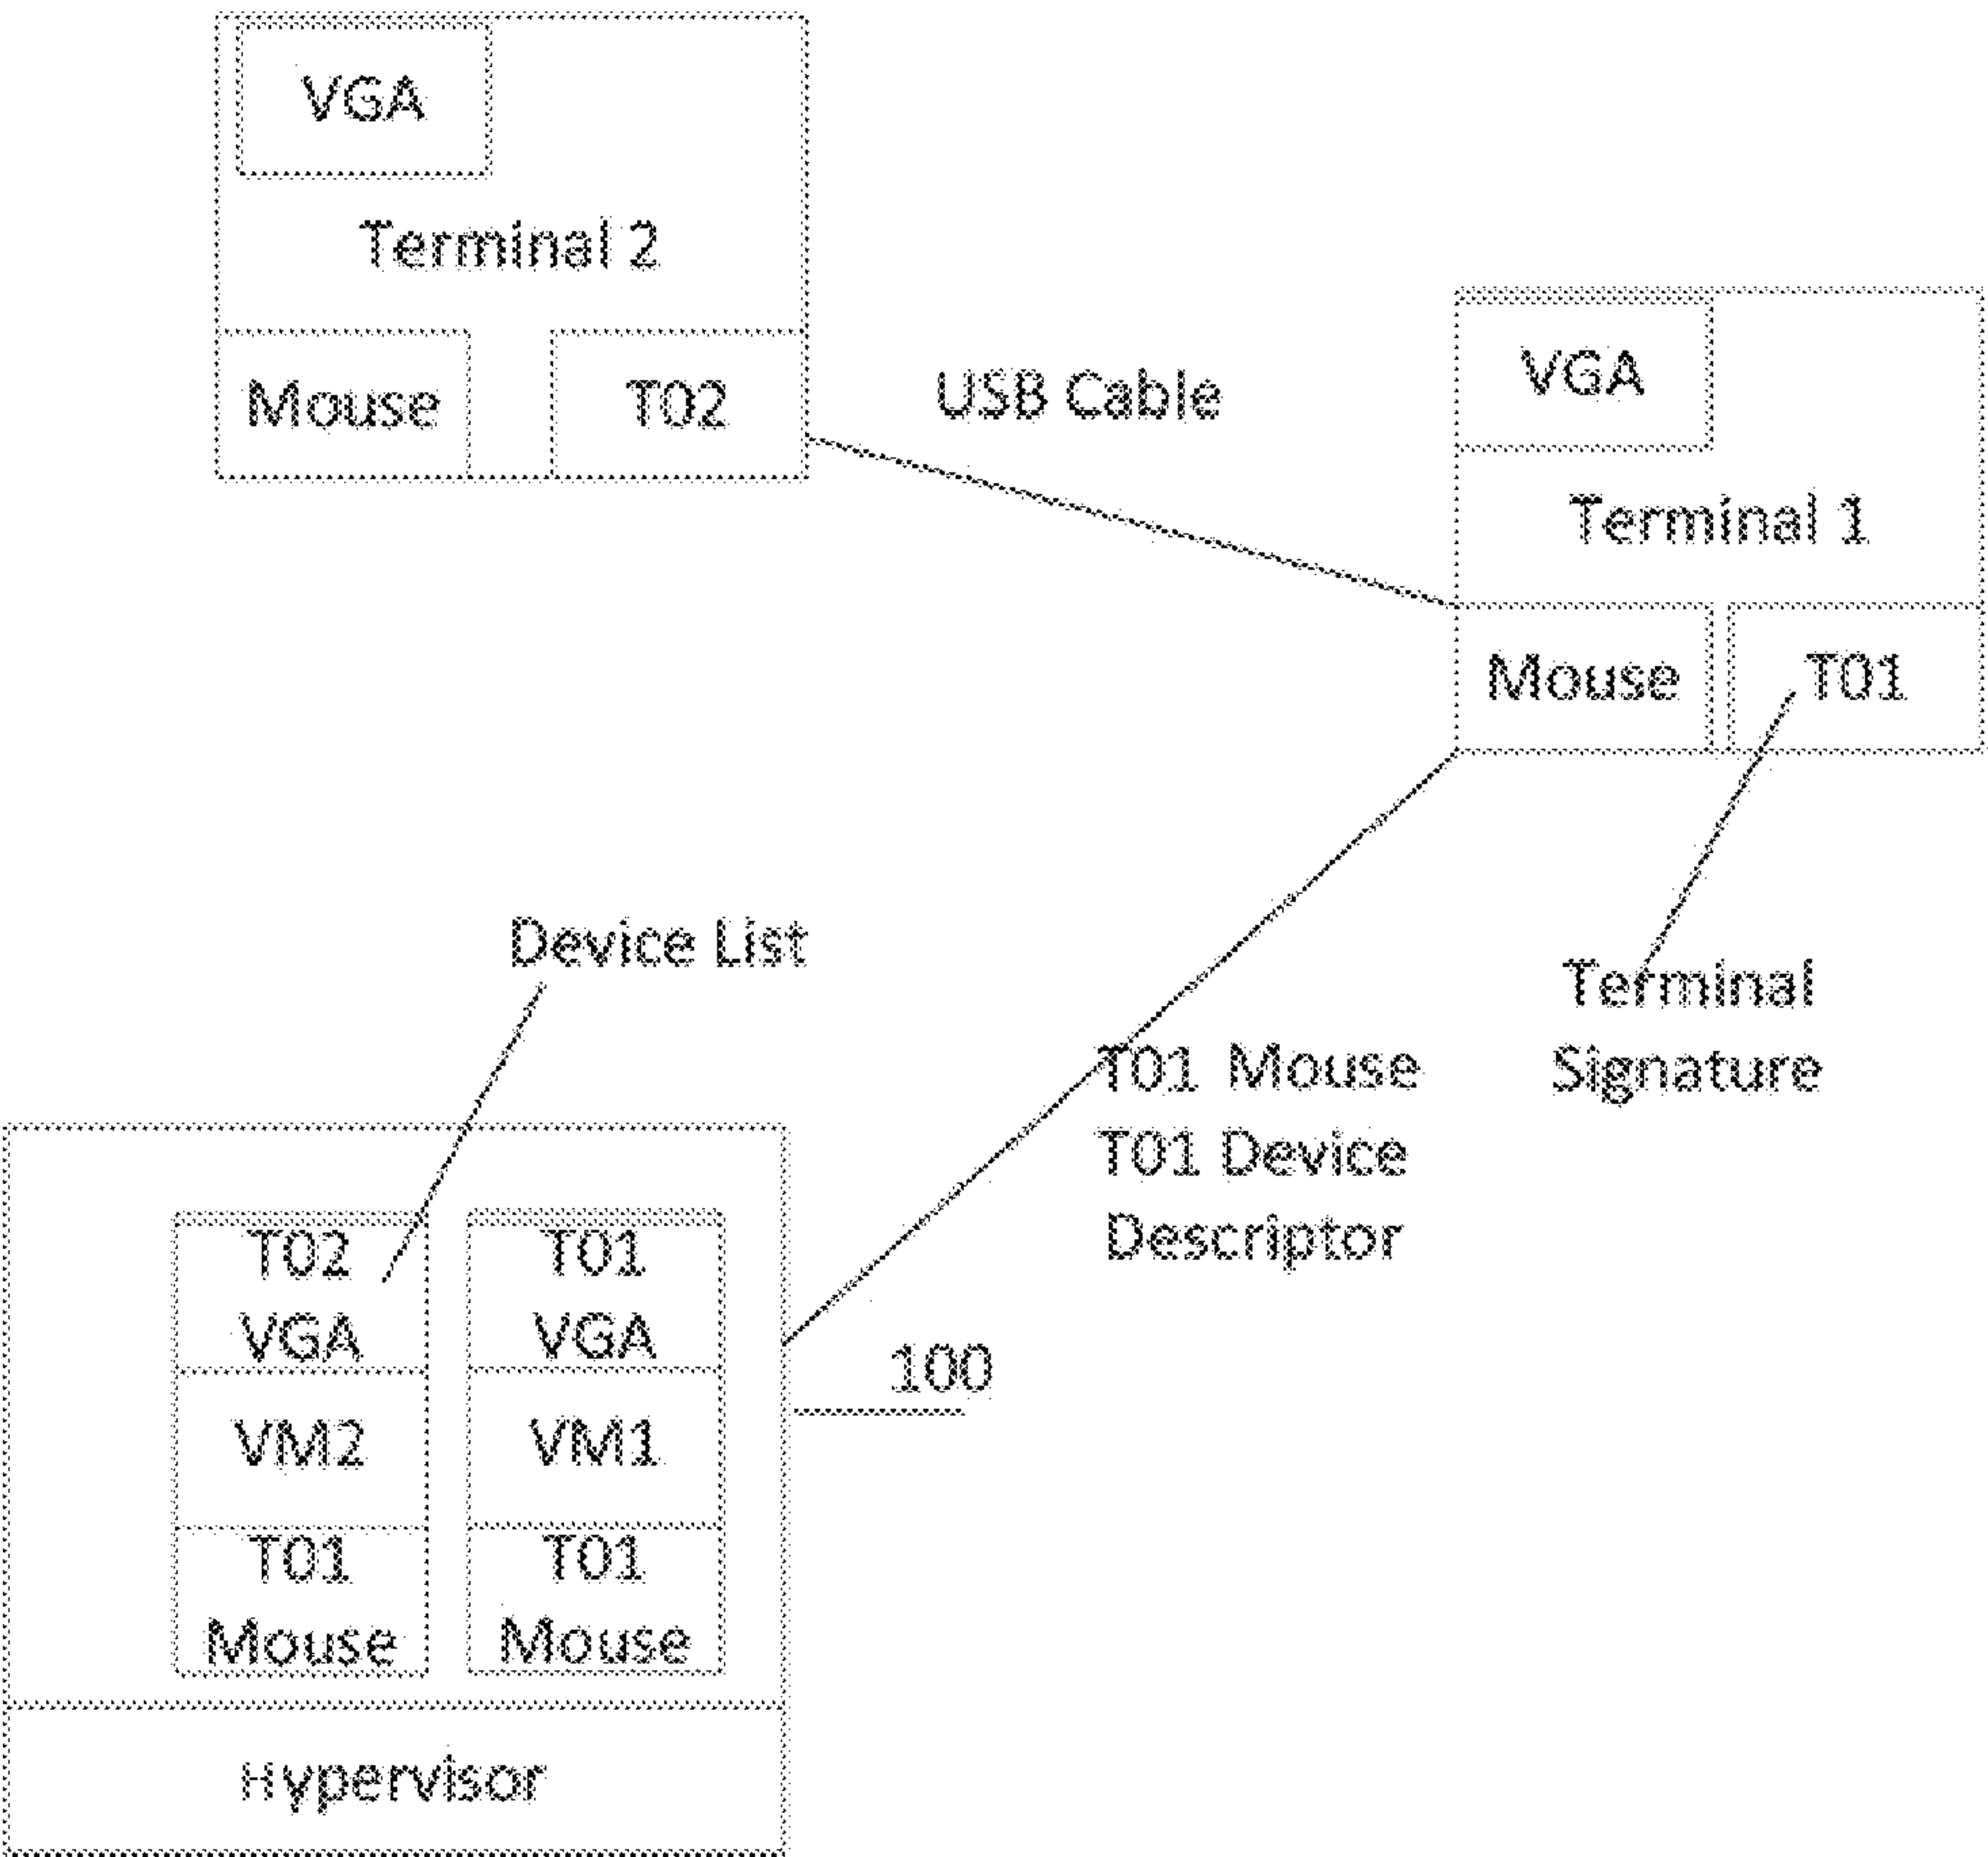 VGA
Terminal 2
Mouse
T02
USB Cable
VGA
Terminal 1
Mouse
T01
Device List
Terminal
Signature
T01 Mouse
T01 Device
Descriptor
T02
VGA
VM2
T01
Mouse
T01
VGA
VM1
T01
Mouse
100
Hypervisor